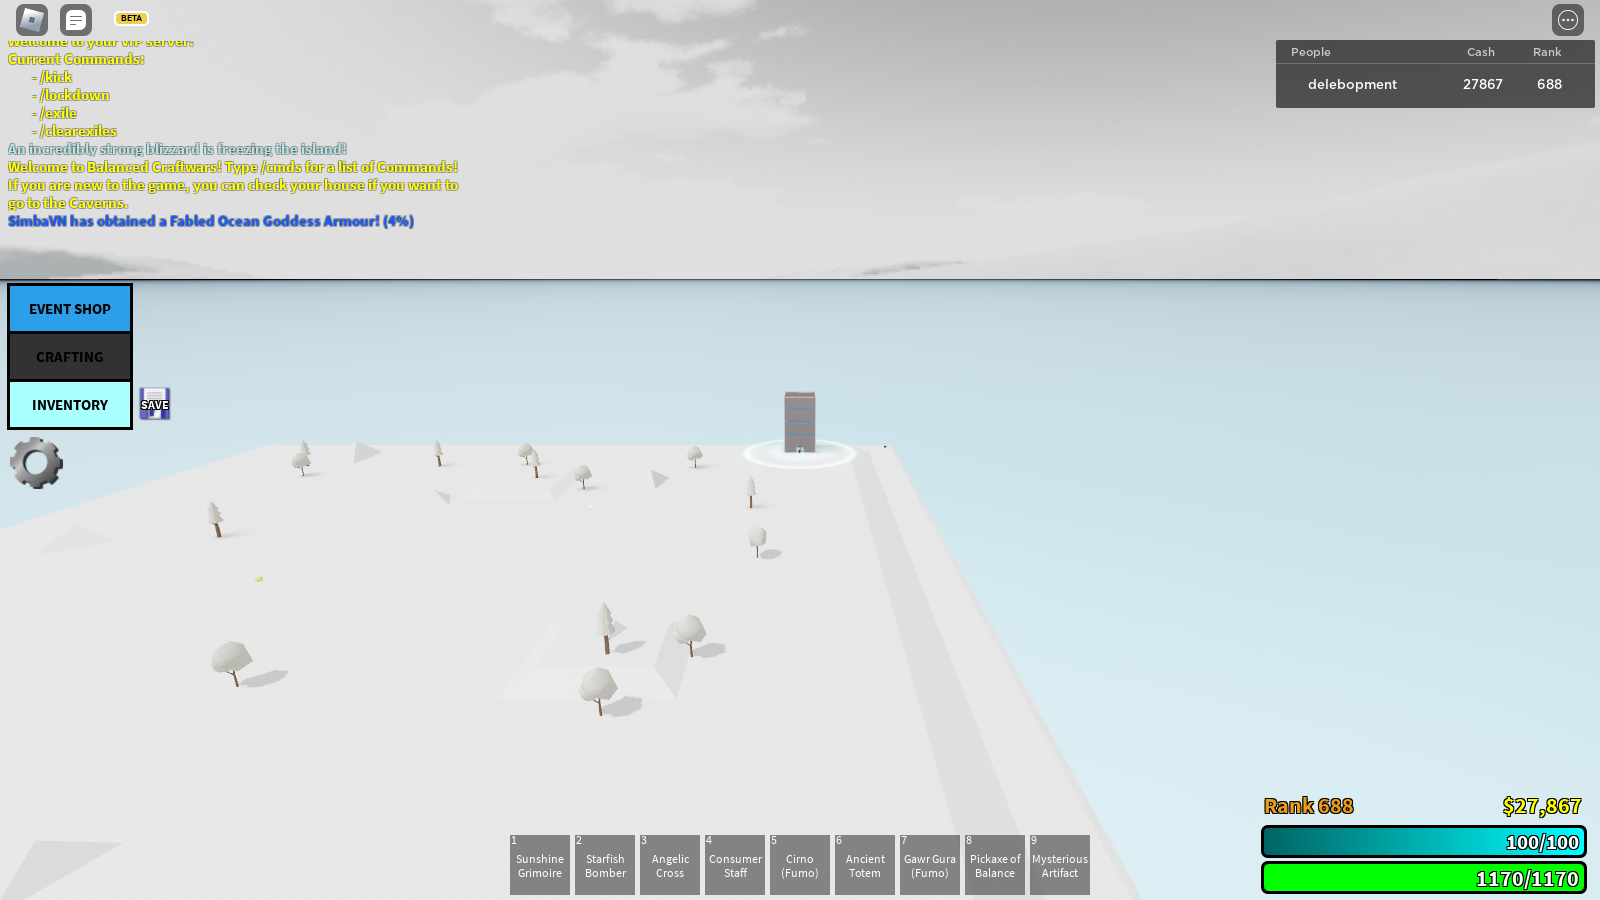 BETA
Welcome to your VIP server!
Current Commands:
- /kick
- /lockdown
- /exile
- /clearexiles
An incredibly strong blizzard is freezing the island!
Welcome to Balanced Craftwars! Type /cmds for a list of Commands!
If you are new to the game, you can check your house if you want to
go to the Caverns.
SimbaVN has obtained a Fabled Ocean Goddess Armour! (4%)
People Cash Rank
delebopment 27867 688
EVENT SHOP
CRAFTING
INVENTORY
SAVE
Rank 688 $27,867
100/100
1170/1170
1 Sunshine
Grimoire
2 Starfish
Bomber
3 Angelic
Cross
4 Consumer
Staff
5 Cirno
(Fumo)
6 Ancient
Totem
7 Gawr Gura
(Fumo)
8 Pickaxe of
Balance
9 Mysterious
Artifact